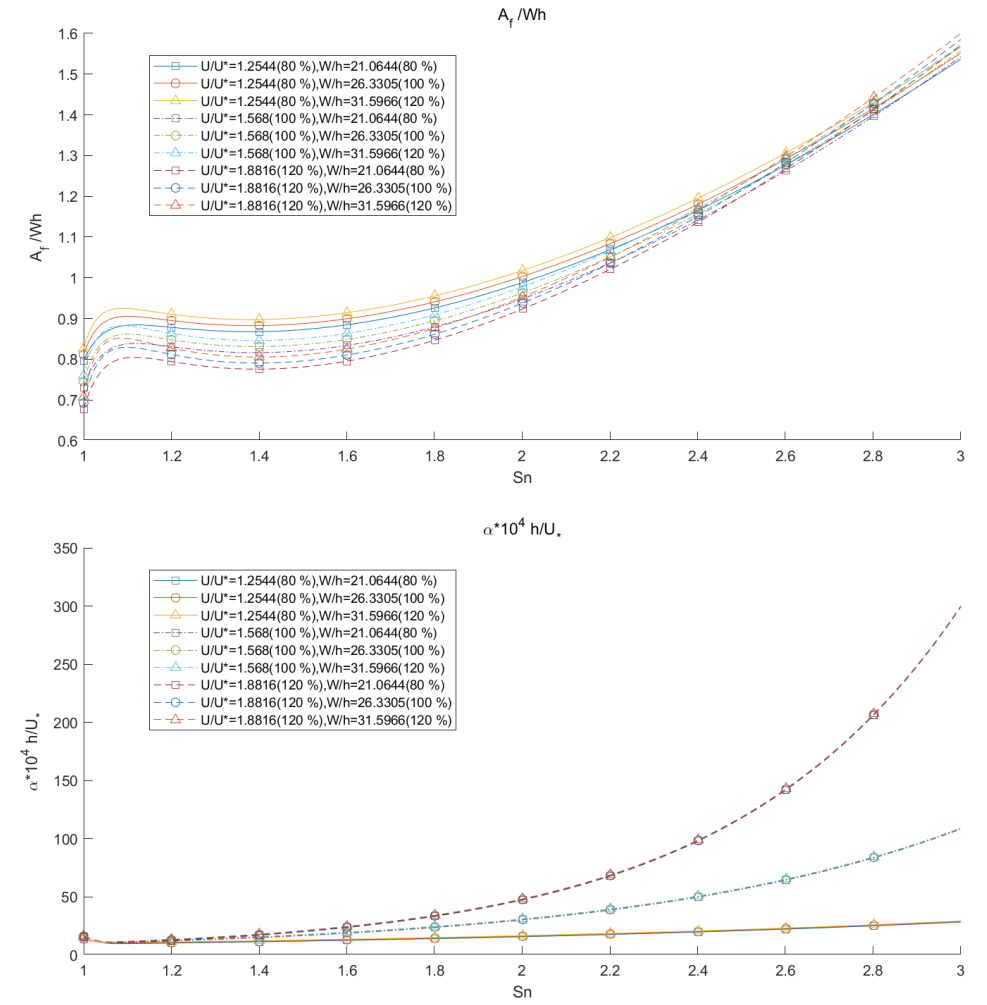 A_f /Wh
1.6
1.5
1.4
1.3
1.2
1.1
1
0.9
0.8
0.7
0.6
A_f /Wh
U/U*=1.2544(80 %),W/h=21.0644(80 %)
U/U*=1.2544(80 %),W/h=26.3305(100 %)
U/U*=1.2544(80 %),W/h=31.5966(120 %)
U/U*=1.568(100 %),W/h=21.0644(80 %)
U/U*=1.568(100 %),W/h=26.3305(100 %)
U/U*=1.568(100 %),W/h=31.5966(120 %)
U/U*=1.8816(120 %),W/h=21.0644(80 %)
U/U*=1.8816(120 %),W/h=26.3305(100 %)
U/U*=1.8816(120 %),W/h=31.5966(120 %)
1 1.2 1.4 1.6 1.8 2 2.2 2.4 2.6 2.8 3
Sn
α*10^4 h/U_*
350
300
250
200
150
100
50
0
α*10^4 h/U_*
U/U*=1.2544(80 %),W/h=21.0644(80 %)
U/U*=1.2544(80 %),W/h=26.3305(100 %)
U/U*=1.2544(80 %),W/h=31.5966(120 %)
U/U*=1.568(100 %),W/h=21.0644(80 %)
U/U*=1.568(100 %),W/h=26.3305(100 %)
U/U*=1.568(100 %),W/h=31.5966(120 %)
U/U*=1.8816(120 %),W/h=21.0644(80 %)
U/U*=1.8816(120 %),W/h=26.3305(100 %)
U/U*=1.8816(120 %),W/h=31.5966(120 %)
1 1.2 1.4 1.6 1.8 2 2.2 2.4 2.6 2.8 3
Sn